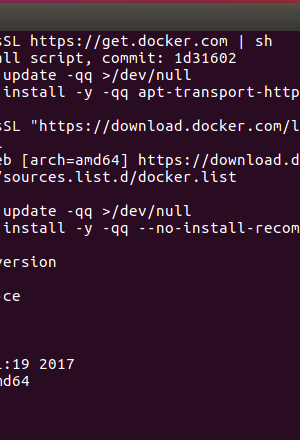 sSL https://get.docker.com | sh
all script, commit: 1d31602
update -qq >/dev/null
install -y -qq apt-transport-http
sSL "https://download.docker.com/l
eb [arch=amd64] https://download.d
/sources.list.d/docker.list
update -qq >/dev/null
install -y -qq --no-install-recom
version
-ce
:19 2017
md64